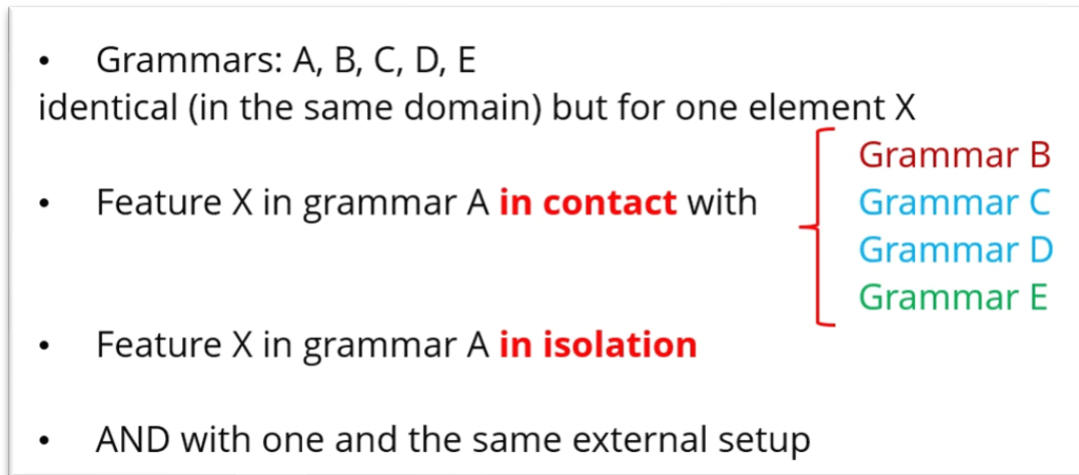 • Grammars: A, B, C, D, E
identical (in the same domain) but for one element X
Grammar B
• Feature X in grammar A in contact with
Grammar C
Grammar D
Grammar E
• Feature X in grammar A in isolation
• AND with one and the same external setup